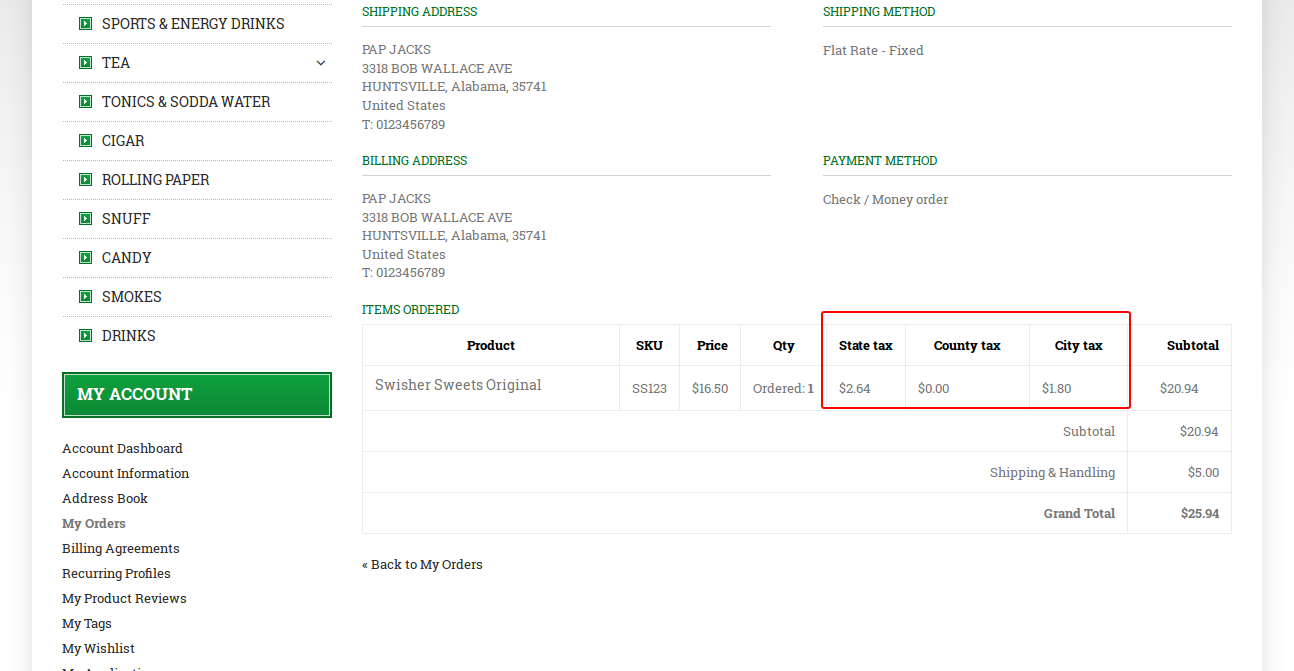 SPORTS & ENERGY DRINKS
TEA
TONICS & SODDA WATER
CIGAR
ROLLING PAPER
SNUFF
CANDY
SMOKES
DRINKS
MY ACCOUNT
Account Dashboard
Account Information
Address Book
My Orders
Billing Agreements
Recurring Profiles
My Product Reviews
My Tags
My Wishlist
SHIPPING ADDRESS
PAP JACKS
3318 BOB WALLACE AVE
HUNTSVILLE, Alabama, 35741
United States
T: 0123456789
SHIPPING METHOD
Flat Rate - Fixed
BILLING ADDRESS
PAP JACKS
3318 BOB WALLACE AVE
HUNTSVILLE, Alabama, 35741
United States
T: 0123456789
PAYMENT METHOD
Check / Money order
ITEMS ORDERED
Product SKU Price Qty State tax County tax City tax Subtotal
Swisher Sweets Original SS123 $16.50 Ordered: 1 $2.64 $0.00 $1.80 $20.94
Subtotal $20.94
Shipping & Handling $5.00
Grand Total $25.94
« Back to My Orders